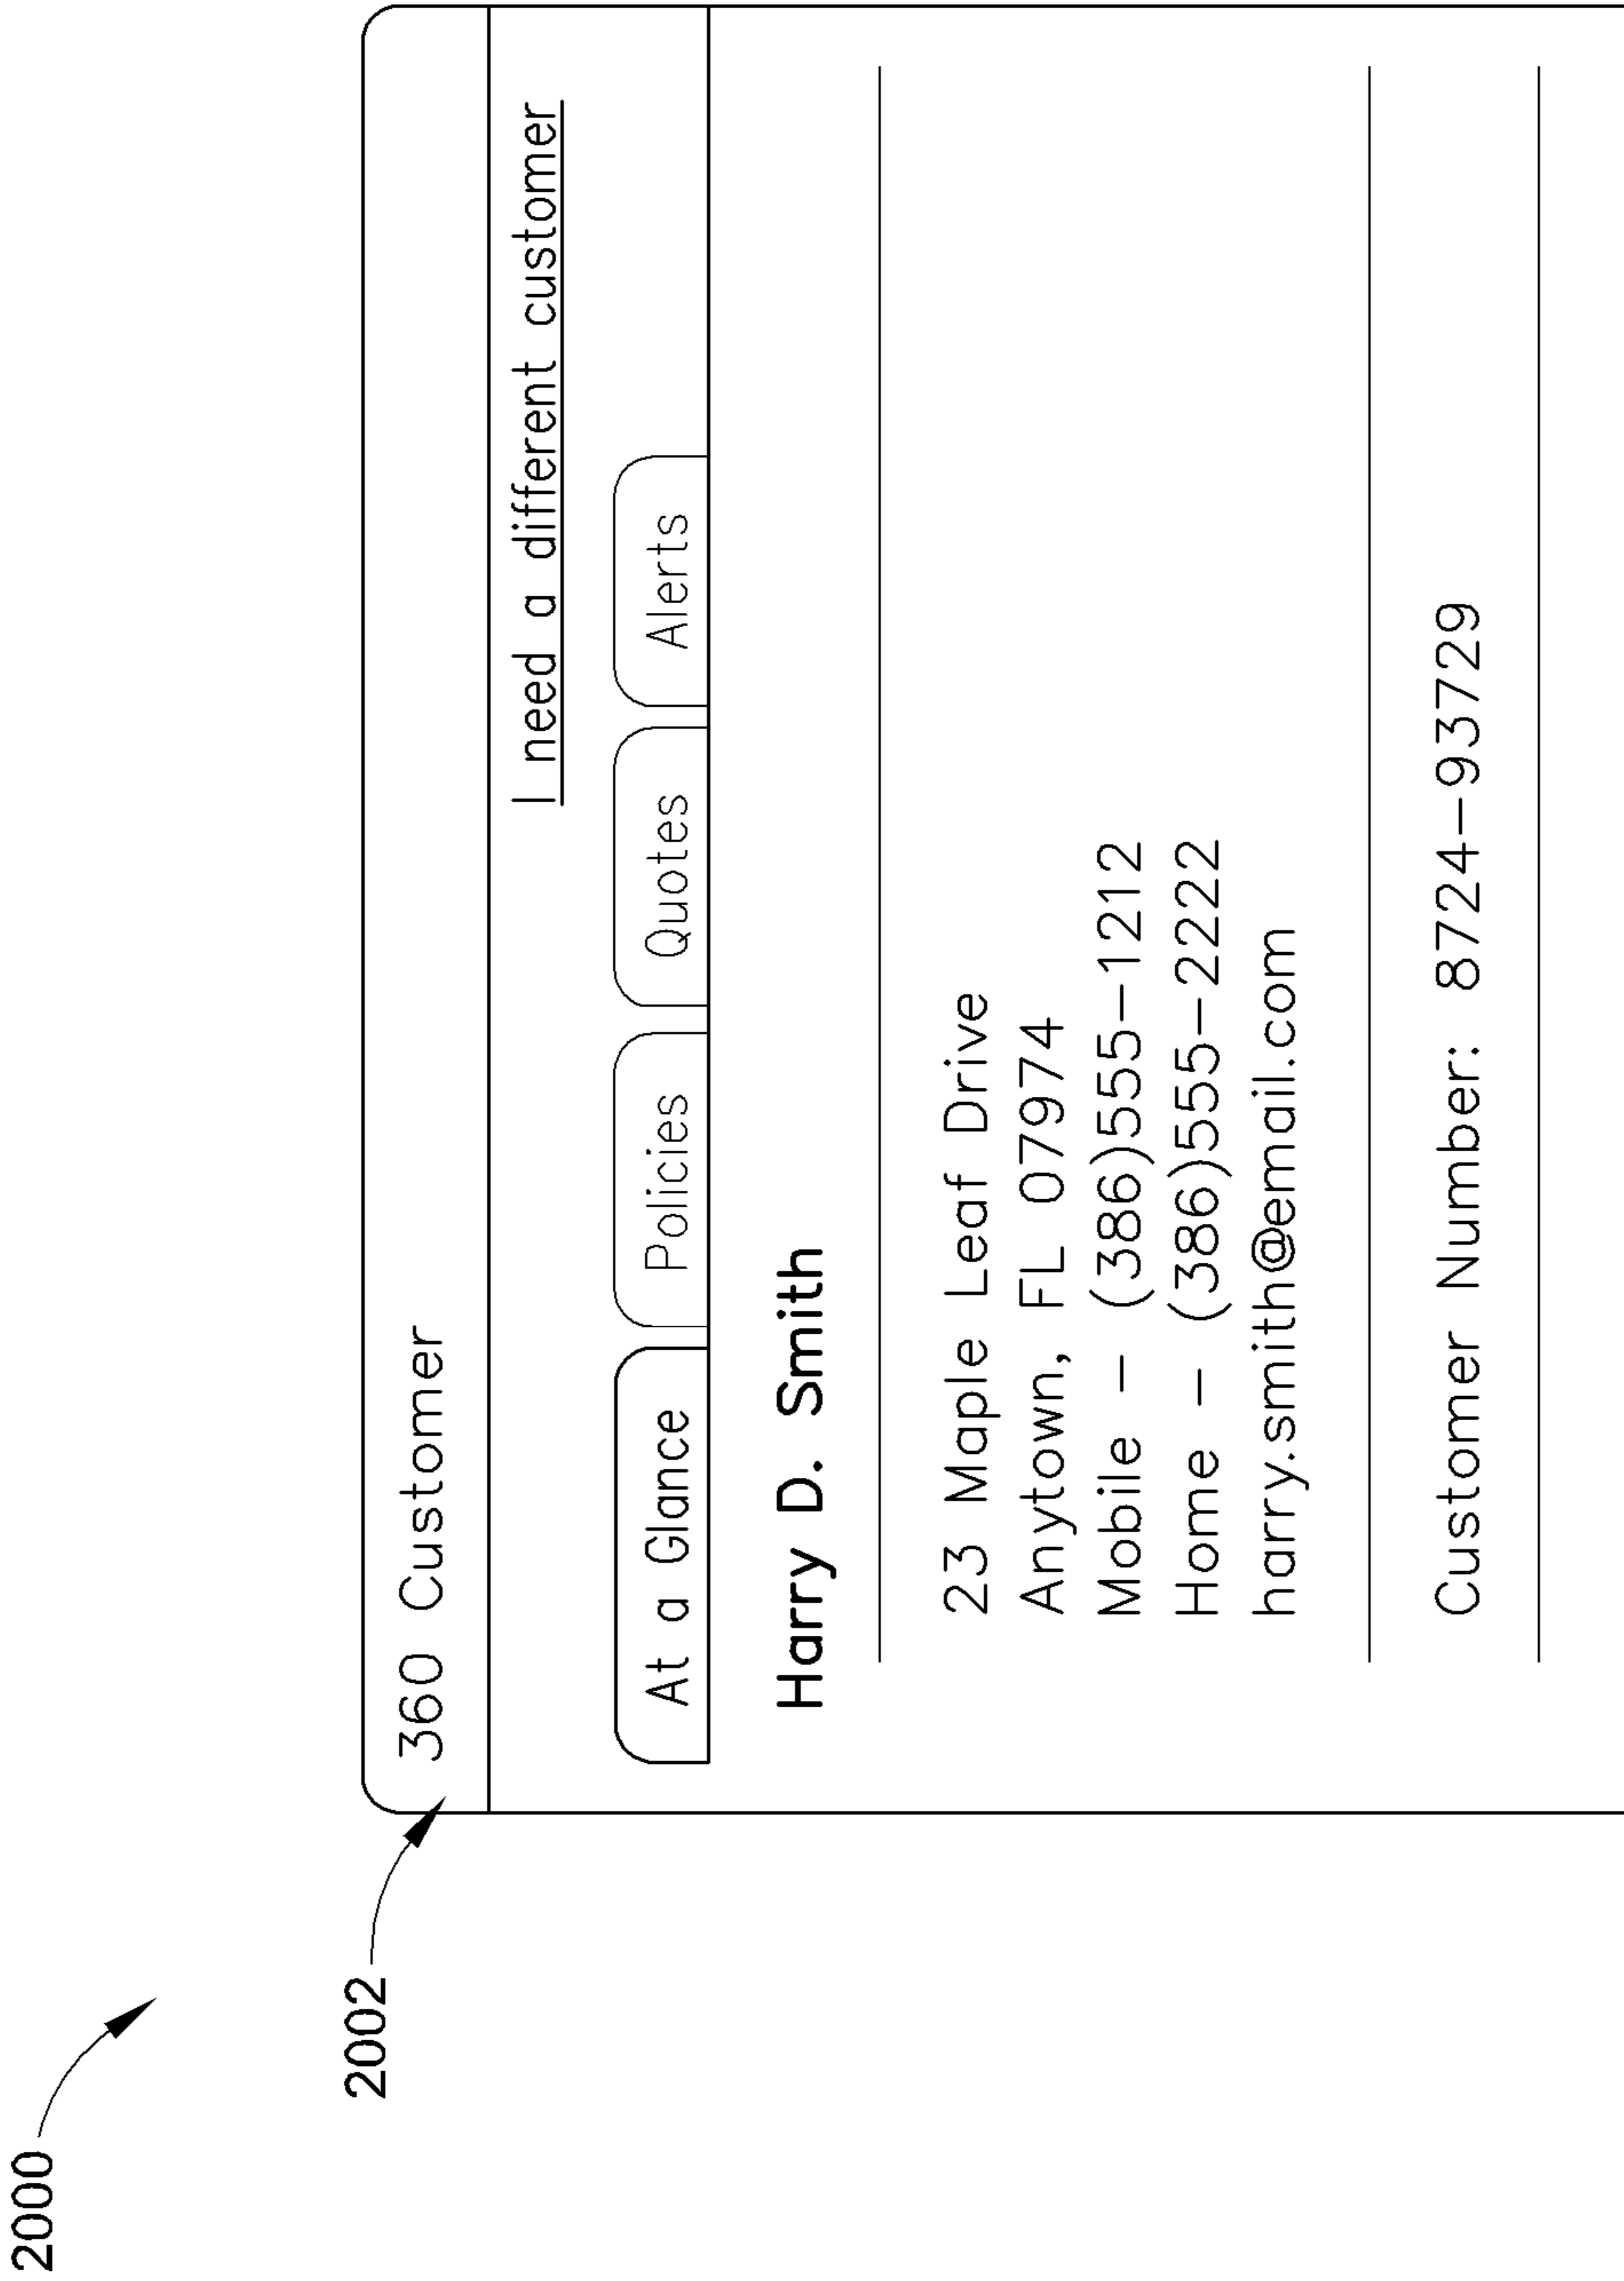 2000
2002
360 Customer
I need a different customer
At a Glance Policies Quotes Alerts
Harry D. Smith
23 Maple Leaf Drive
Anytown, FL 07974
Mobile - (386)555-1212
Home - (386)555-2222
harry.smith@email.com
Customer Number: 8724-93729